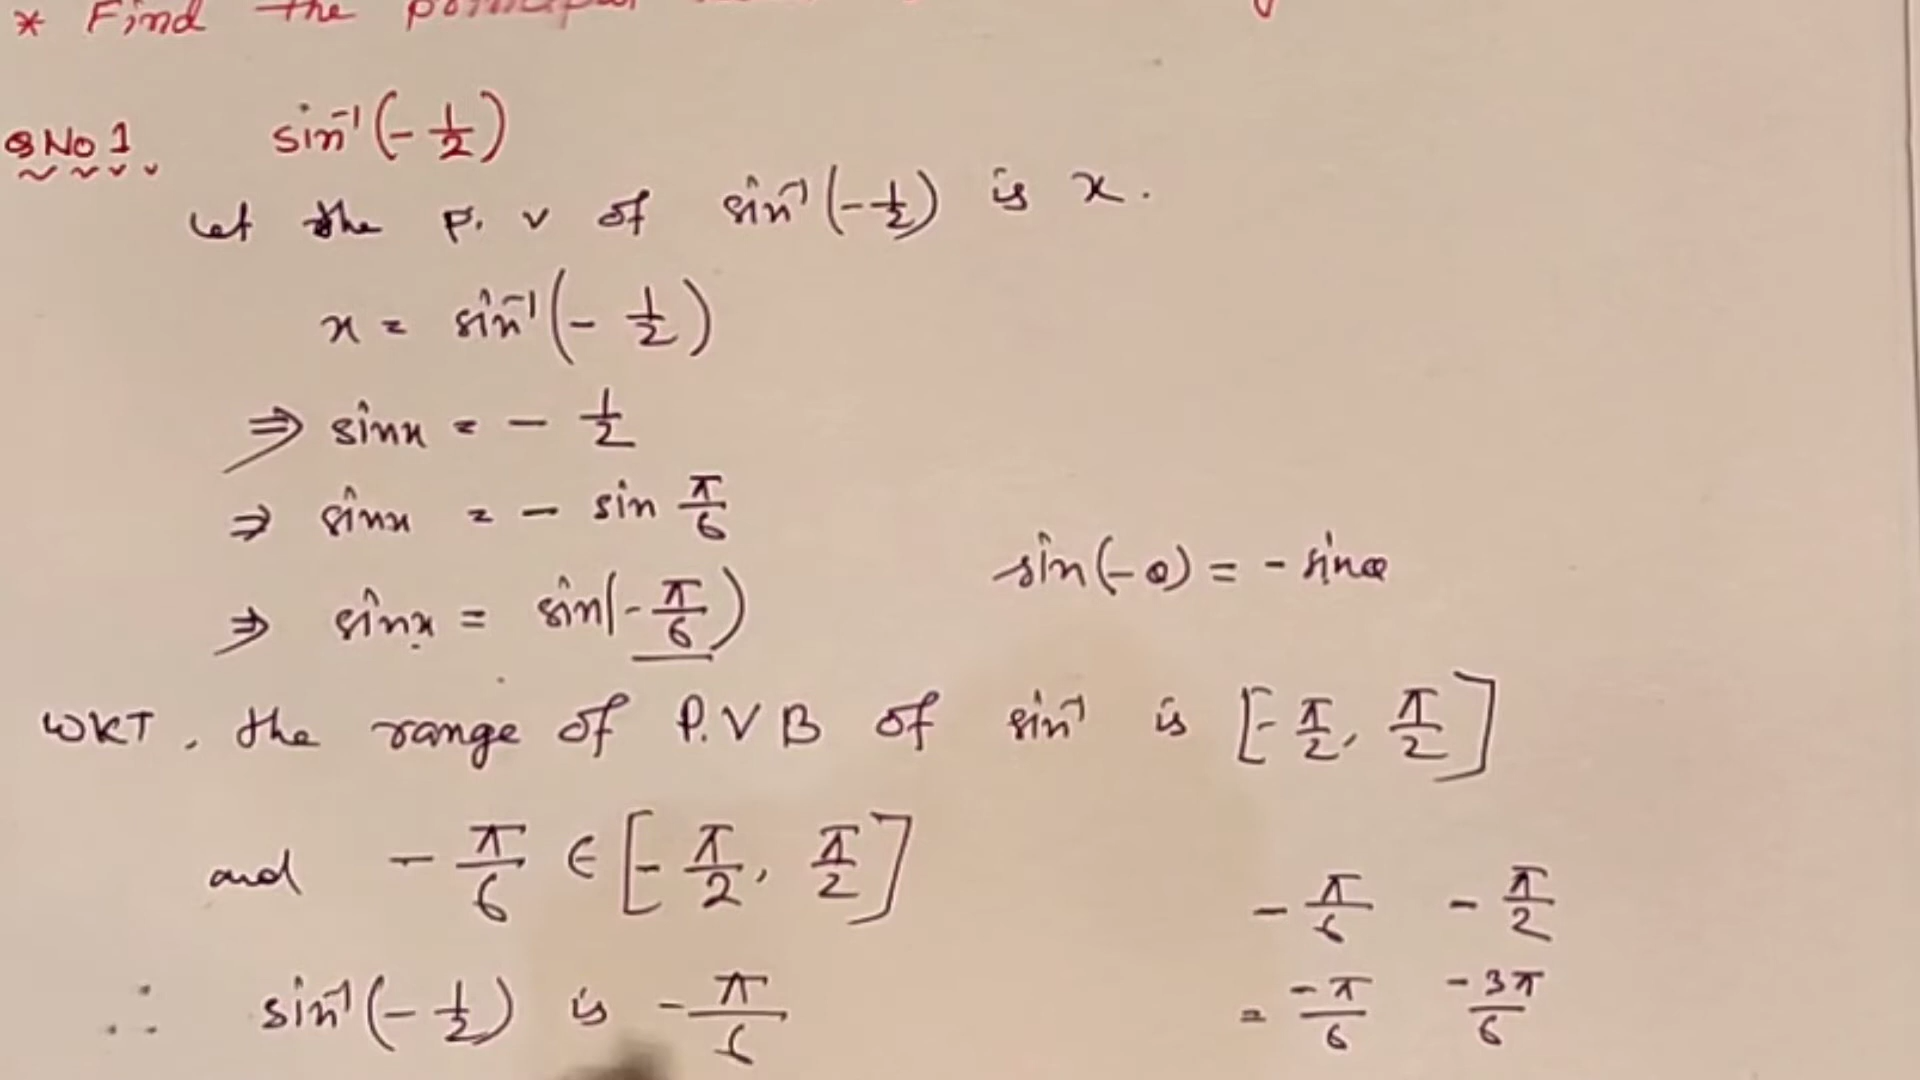 * Find the
Q No 1. sin⁻¹(-1/2)
Let the P. V of sin⁻¹(-1/2) is x.
x = sin⁻¹(-1/2)
⇒ sinx = - 1/2
⇒ sinx = - sin π/6
⇒ sinx = sin(-π/6)
sin(-θ) = - sinθ
WKT, the range of P.V B of sin⁻¹ is [-π/2, π/2]
and -π/6 ∈ [-π/2, π/2]
-π/6 -π/2
∴ sin⁻¹(-1/2) is -π/6
= -π/6 -3π/6